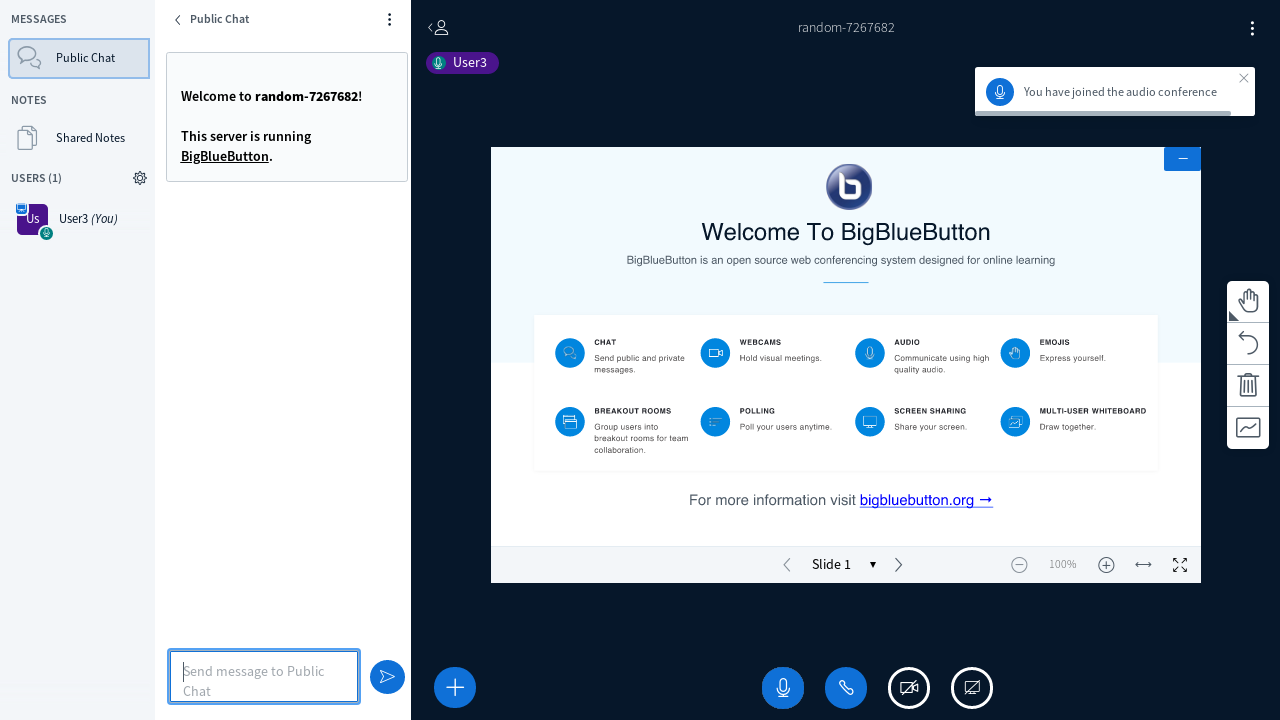 MESSAGES
Public Chat
NOTES
Shared Notes
USERS (1)
Us
User3 (You)
Public Chat
Welcome to random-7267682!
This server is running
BigBlueButton.
Send message to Public
Chat
random-7267682
User3
You have joined the audio conference
Welcome To BigBlueButton
BigBlueButton is an open source web conferencing system designed for online learning
CHAT
Send public and private
messages.
WEBCAMS
Hold visual meetings.
AUDIO
Communicate using high
quality audio.
EMOJIS
Express yourself.
BREAKOUT ROOMS
Group users into
breakout rooms for team
collaboration.
POLLING
Poll your users anytime.
SCREEN SHARING
Share your screen.
MULTI-USER WHITEBOARD
Draw together.
For more information visit bigbluebutton.org →
Slide 1
100%